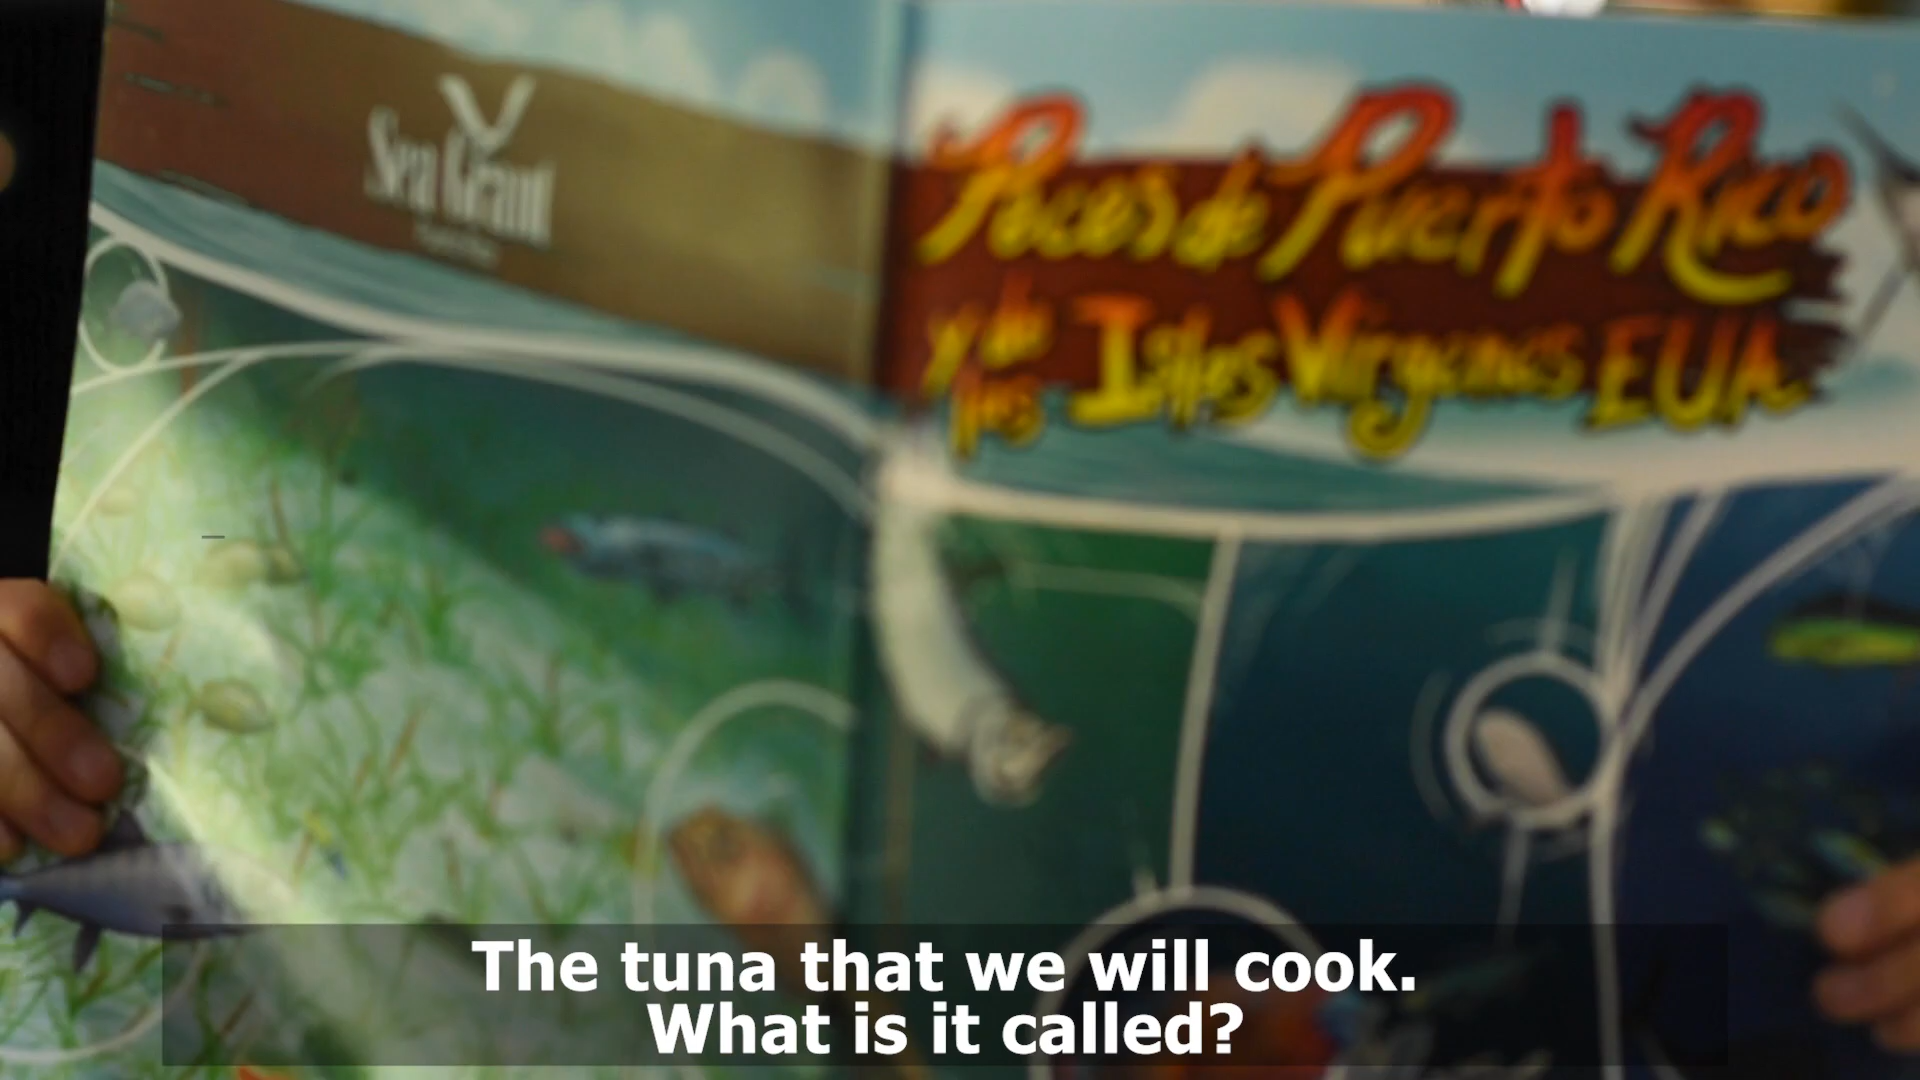 Sea Grant
Peces de Puerto Rico
y de las Islas Vírgenes EUA
The tuna that we will cook.
What is it called?